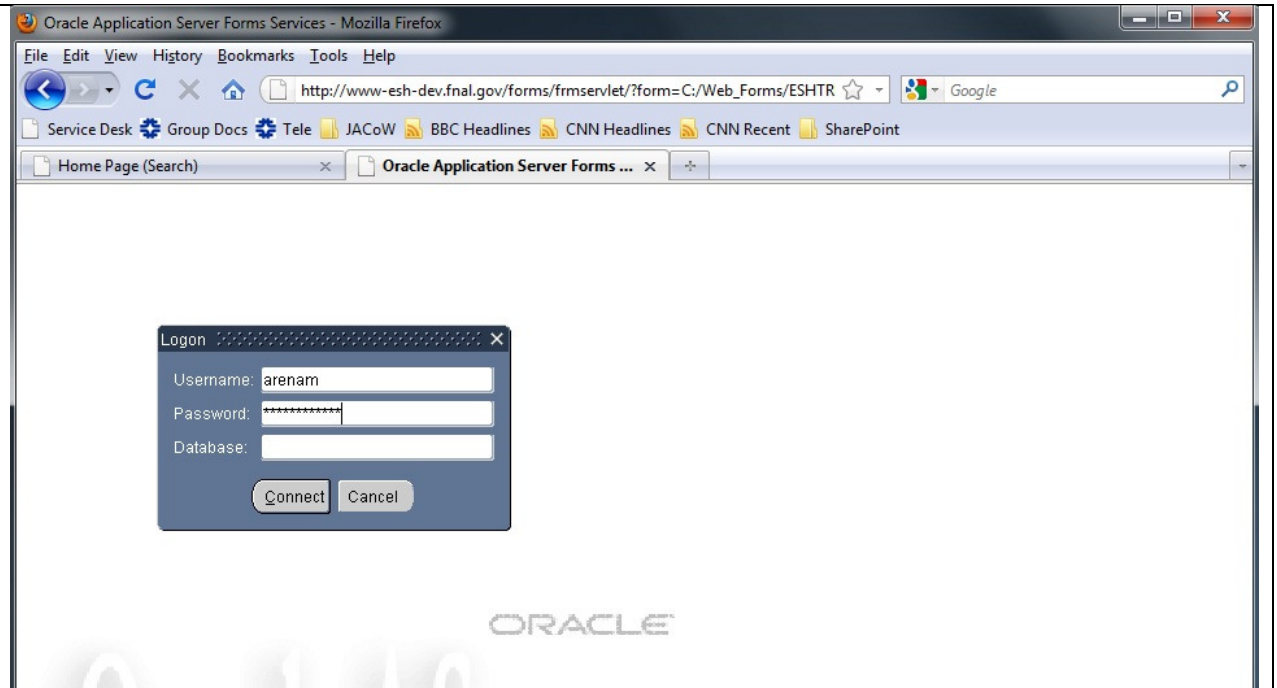 Oracle Application Server Forms Services - Mozilla Firefox
File Edit View History Bookmarks Tools Help
http://www-esh-dev.fnal.gov/forms/frmservlet/?form=C:/Web_Forms/ESHTR Google
Service Desk Group Docs Tele JACoW BBC Headlines CNN Headlines CNN Recent SharePoint
Home Page (Search) Oracle Application Server Forms ...
Logon
Username: arenam
Password: ************
Database:
Connect Cancel
ORACLE